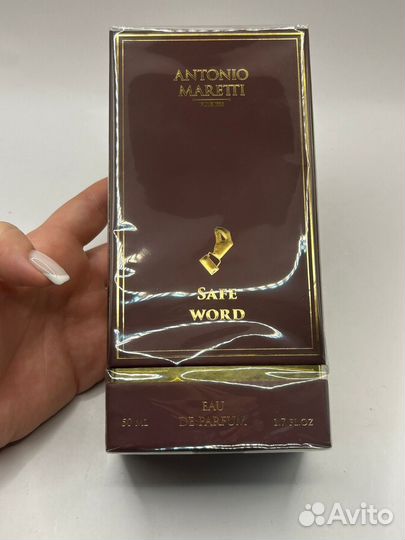 ANTONIO
MARETTI
SAFE
WORD
50 ML
EAU
DE PARFUM
1.7 FL.OZ
Avito